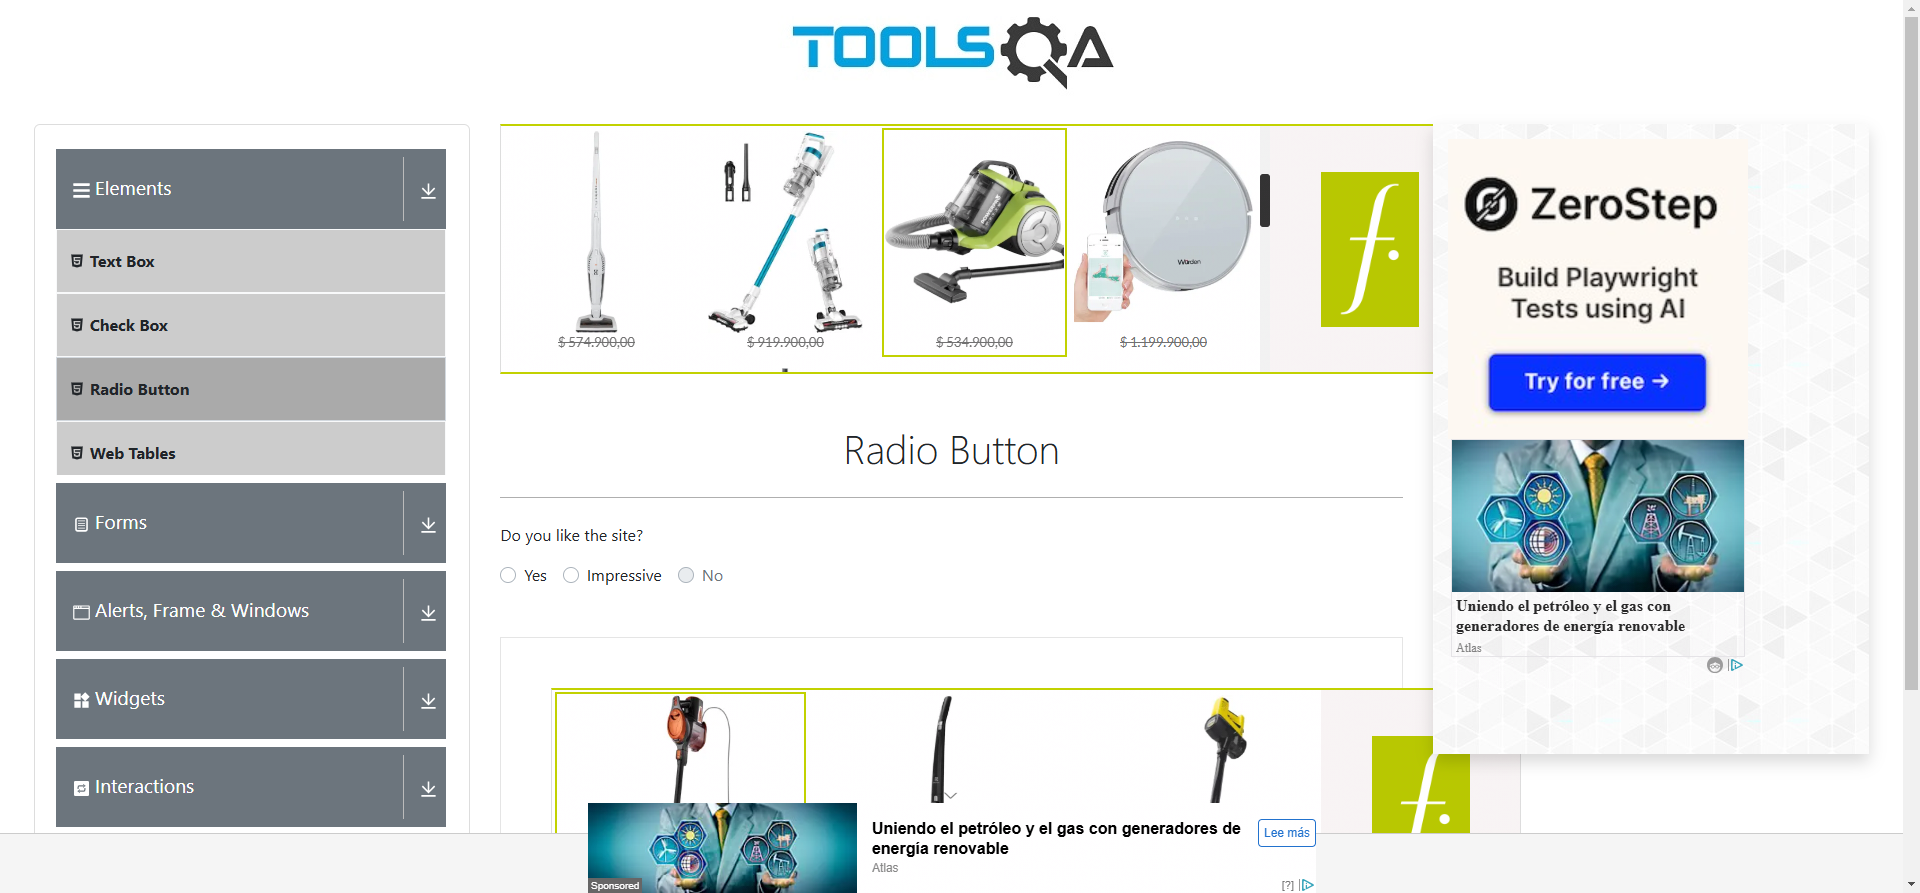 TOOLSQA
Elements
Text Box
Check Box
Radio Button
Web Tables
Forms
Alerts, Frame & Windows
Widgets
Interactions
$ 574.900,00
$ 919.900,00
$ 534.900,00
$ 1.199.900,00
f.
Radio Button
Do you like the site?
Yes
Impressive
No
ZeroStep
Build Playwright
Tests using AI
Try for free →
Uniendo el petróleo y el gas con
generadores de energía renovable
Atlas
f.
Sponsored
Uniendo el petróleo y el gas con generadores de
energía renovable
Atlas
Lee más
[?]